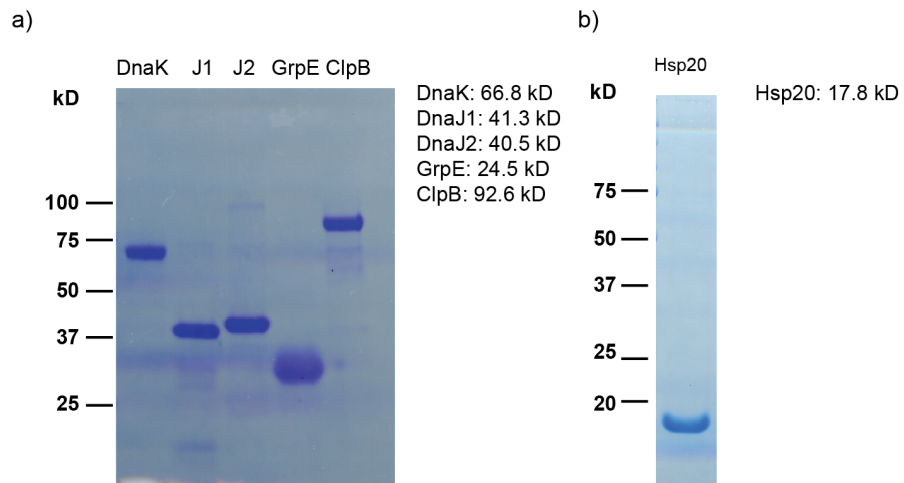 a)
DnaK J1 J2 GrpE ClpB
kD
100
75
50
37
25
DnaK: 66.8 kD
DnaJ1: 41.3 kD
DnaJ2: 40.5 kD
GrpE: 24.5 kD
ClpB: 92.6 kD
b)
Hsp20
kD
75
50
37
25
20
Hsp20: 17.8 kD